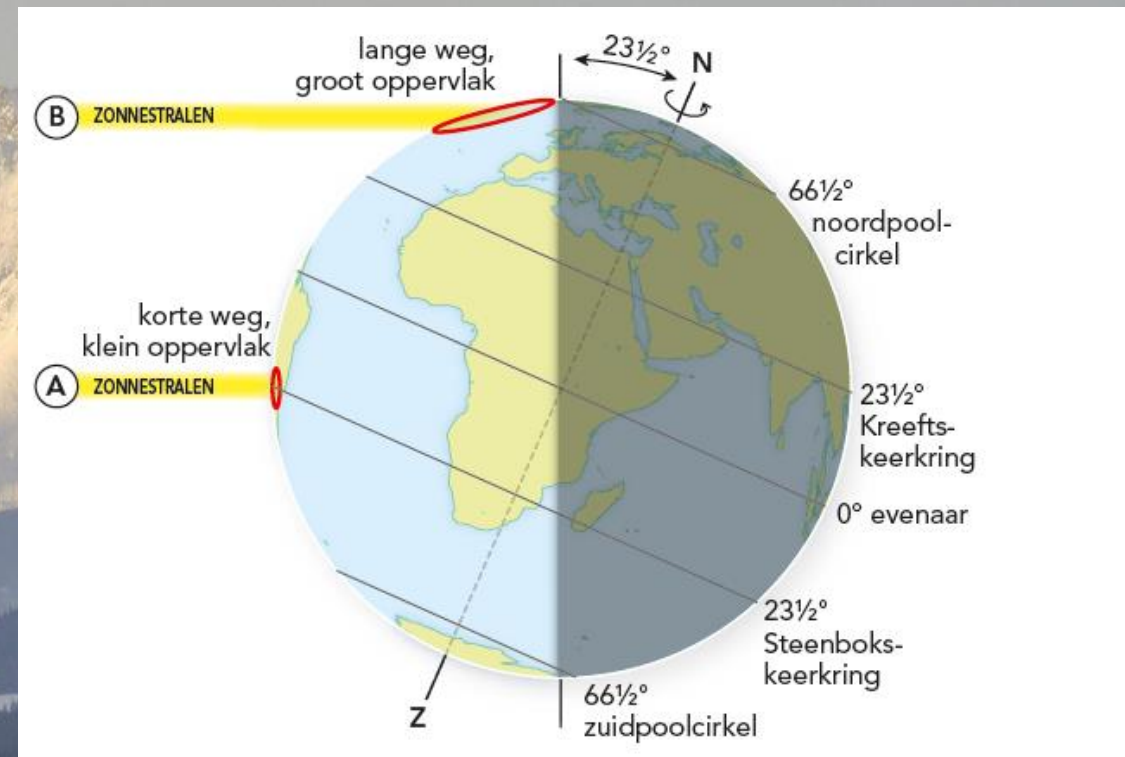 lange weg,
groot oppervlak
23½°
N
B ZONNESTRALEN
66½°
noordpool-
cirkel
korte weg,
klein oppervlak
A ZONNESTRALEN
23½°
Kreefts-
keerkring
0° evenaar
23½°
Steenboks-
keerkring
66½°
zuidpoolcirkel
Z